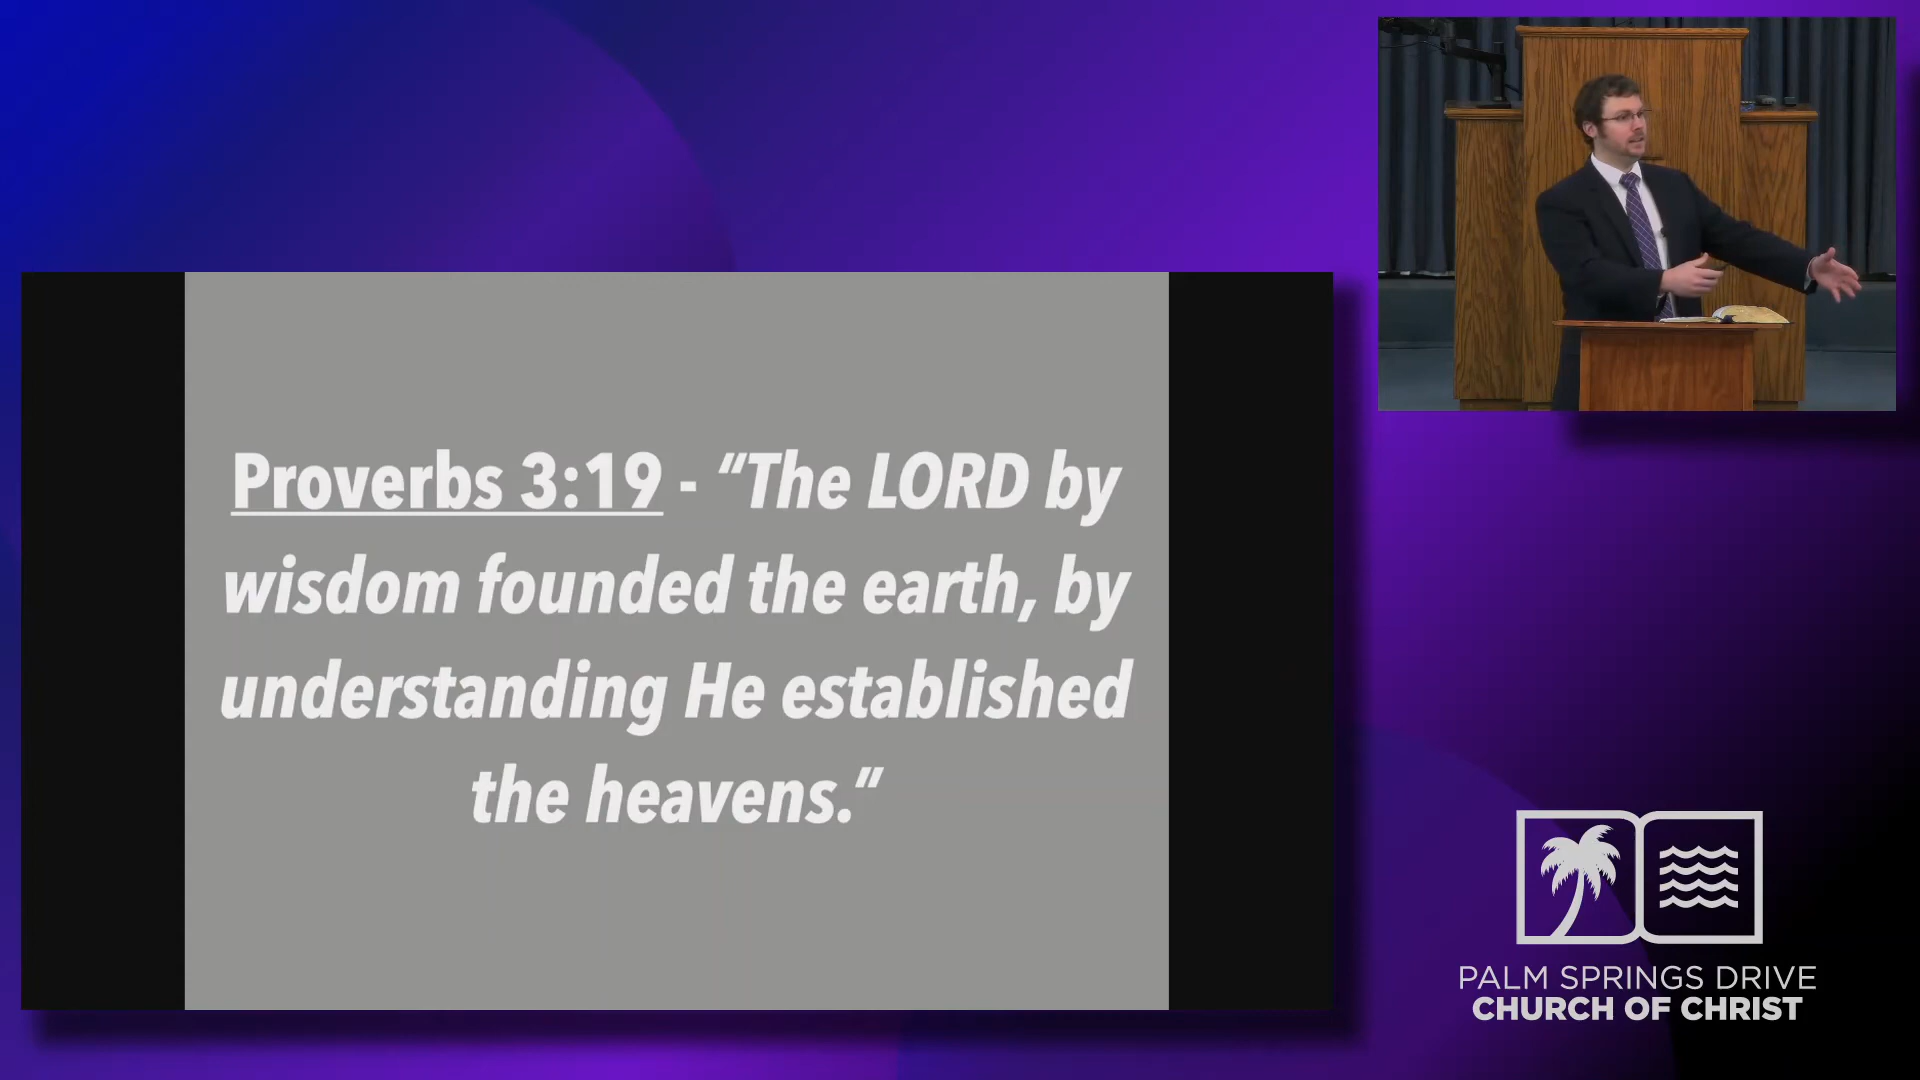 Proverbs 3:19 - “The LORD by
wisdom founded the earth, by
understanding He established
the heavens.”
PALM SPRINGS DRIVE
CHURCH OF CHRIST